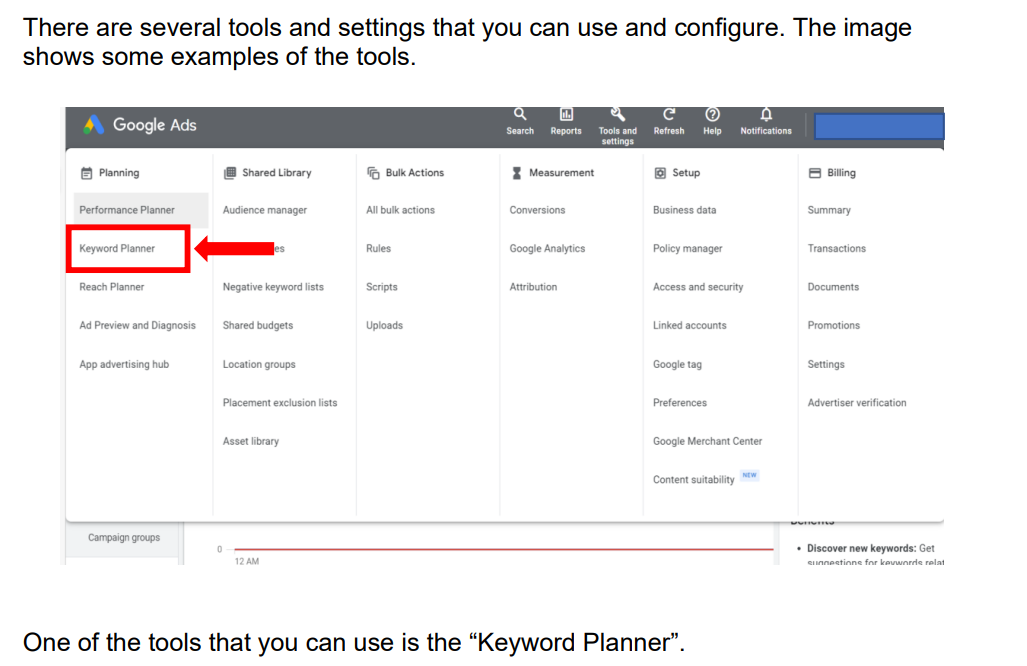 There are several tools and settings that you can use and configure. The image
shows some examples of the tools.
Google Ads
Search
Reports
Tools and
settings
Refresh
Help
Notifications
Planning
Performance Planner
Keyword Planner
Reach Planner
Ad Preview and Diagnosis
App advertising hub
Shared Library
Audience manager
Negative keyword lists
Shared budgets
Location groups
Placement exclusion lists
Asset library
Bulk Actions
All bulk actions
Rules
Scripts
Uploads
Measurement
Conversions
Google Analytics
Attribution
Setup
Business data
Policy manager
Access and security
Linked accounts
Google tag
Preferences
Google Merchant Center
Content suitability NEW
Billing
Summary
Transactions
Documents
Promotions
Settings
Advertiser verification
Campaign groups
0
12 AM
• Discover new keywords: Get
suggestions for keywords
One of the tools that you can use is the “Keyword Planner”.